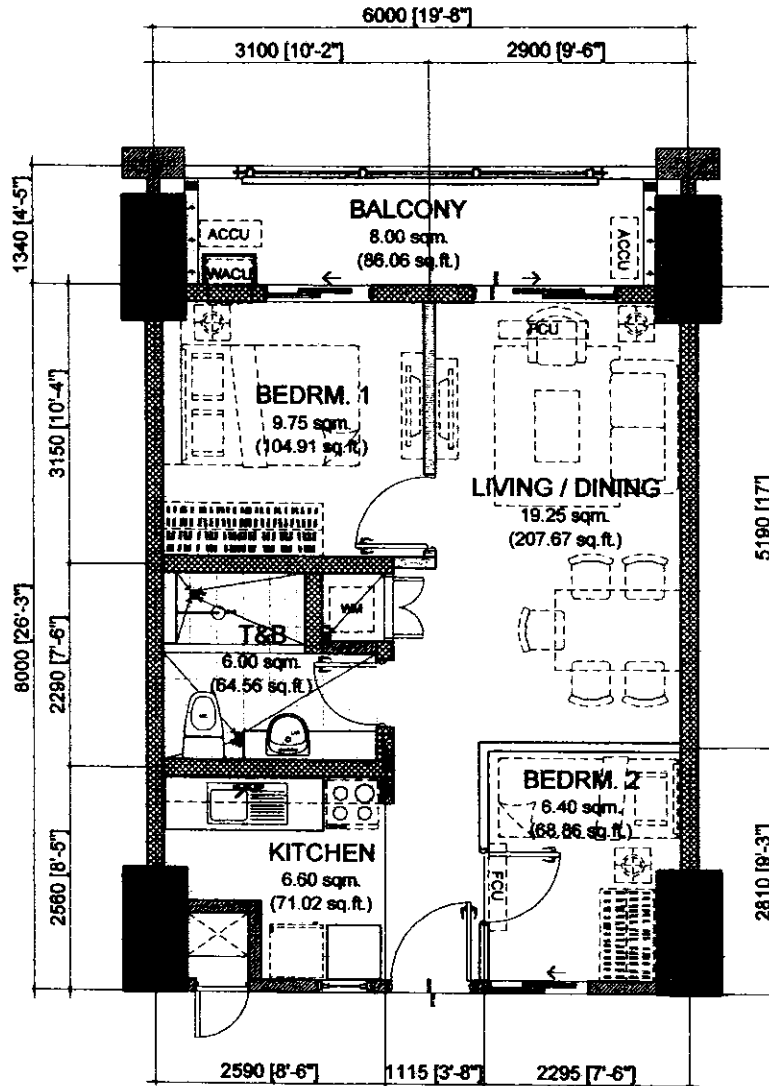 6000 [19'-8"]
3100 [10'-2"]
2900 [9'-6"]
1340 [4'-5"]
BALCONY
8.00 sqm.
(86.06 sq.ft.)
ACCU
ACCU
WACU
FCU
3150 [10'-4"]
BEDRM. 1
9.75 sqm.
(104.91 sq.ft.)
LIVING / DINING
19.25 sqm.
(207.67 sq.ft.)
5190 [17"]
8000 [26'-3"]
2290 [7'-6"]
WM
T&B
6.00 sqm.
(64.56 sq.ft.)
BEDRM. 2
6.40 sqm.
(68.86 sq.ft.)
FCU
2560 [8'-5"]
KITCHEN
6.60 sqm.
(71.02 sq.ft.)
2810 [9'-3"]
2590 [8'-6"]
1115 [3'-8"]
2295 [7'-6"]